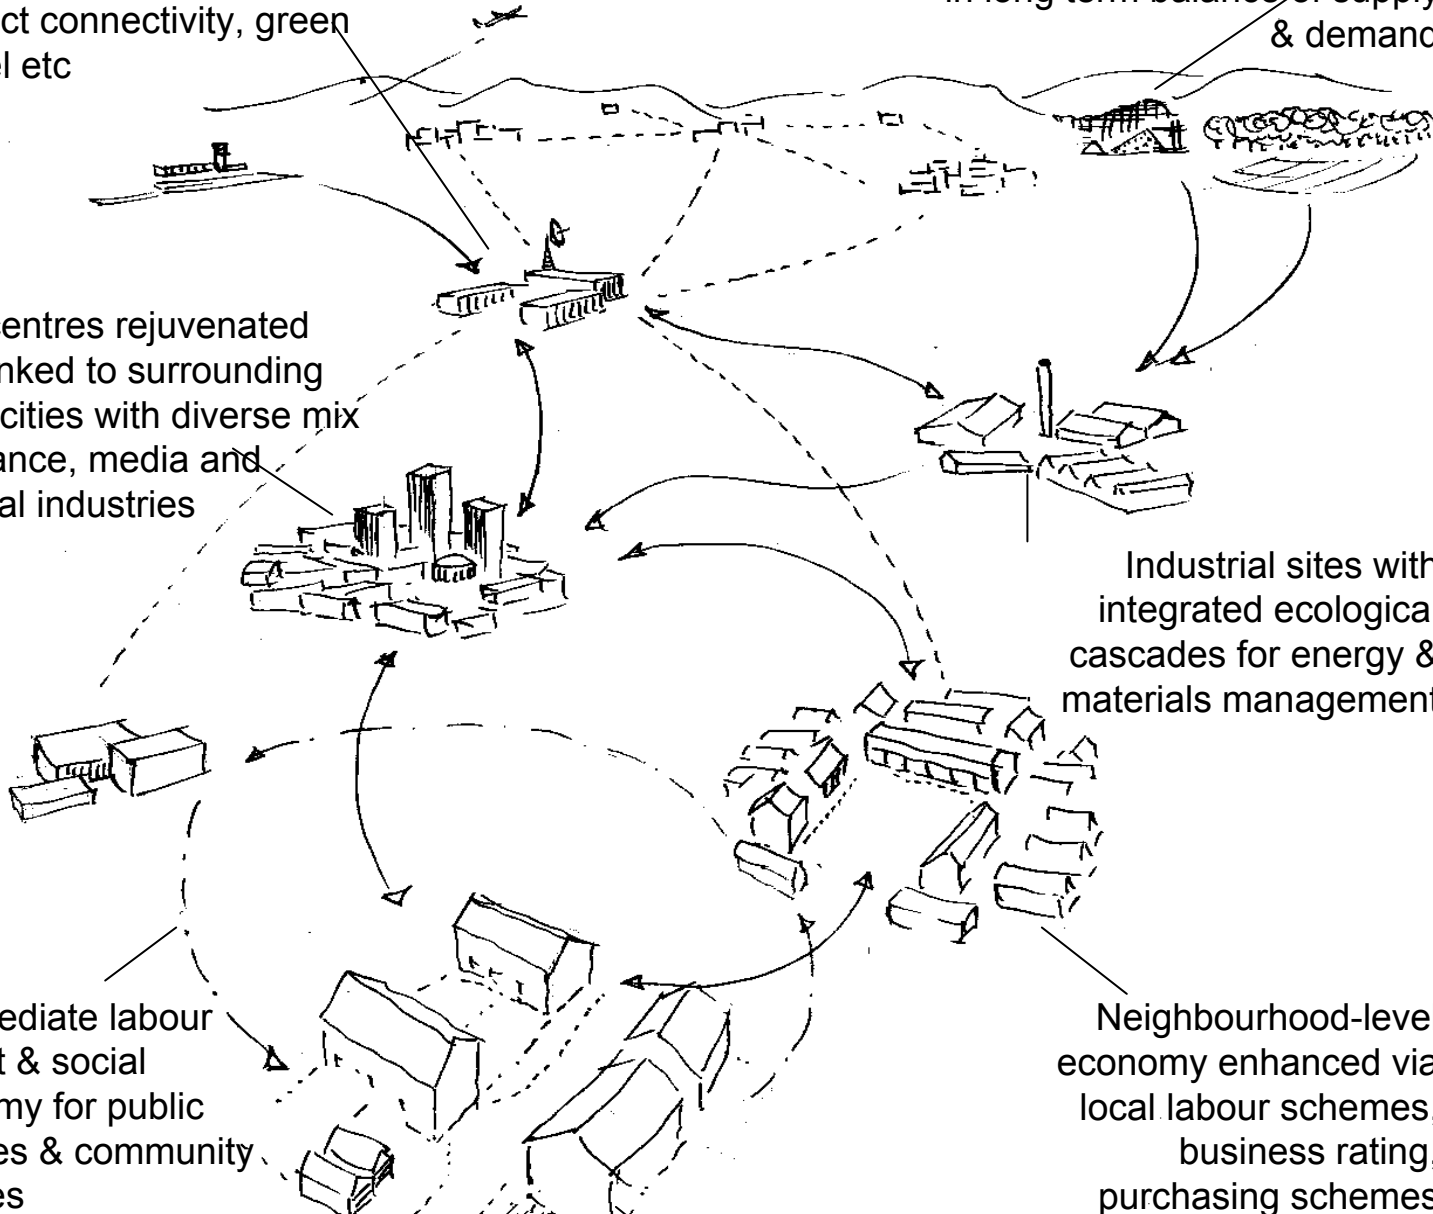 ct connectivity, green
el etc
in long term balance of supply
& demand
centres rejuvenated
nked to surrounding
cities with diverse mix
ance, media and
al industries
Industrial sites with
integrated ecologica
cascades for energy &
materials management
ediate labour
t & social
my for public
es & community
es
Neighbourhood-leve
economy enhanced via
local labour schemes,
business rating,
purchasing schemes